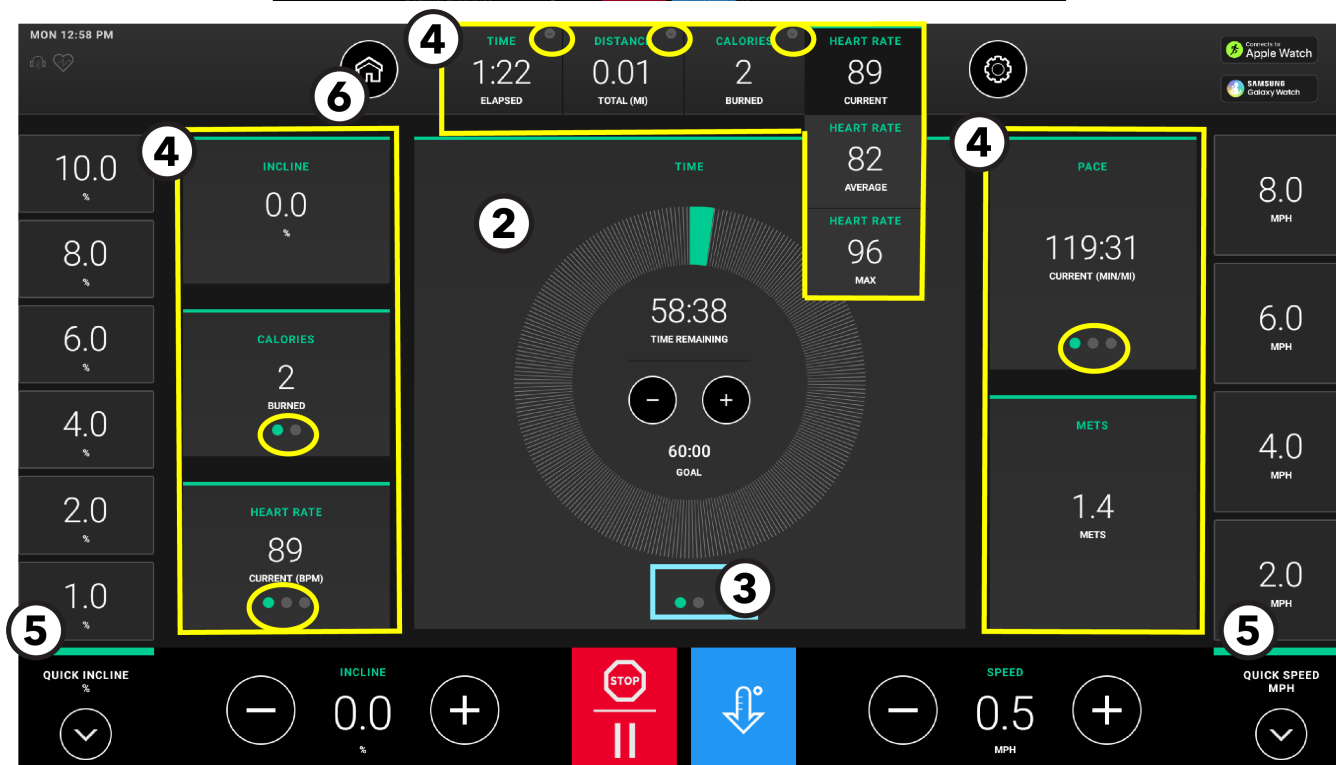 MON 12:58 PM
6
4
TIME
1:22
ELAPSED
DISTANCE
0.01
TOTAL (MI)
CALORIES
2
BURNED
HEART RATE
89
CURRENT
HEART RATE
82
AVERAGE
HEART RATE
96
MAX
Connects to
Apple Watch
SAMSUNG
Galaxy Watch
10.0
%
8.0
%
6.0
%
4.0
%
2.0
%
1.0
%
5
QUICK INCLINE
%
4
INCLINE
0.0
%
CALORIES
2
BURNED
HEART RATE
89
CURRENT (BPM)
2
TIME
58:38
TIME REMAINING
60:00
GOAL
3
4
PACE
119:31
CURRENT (MIN/MI)
METS
1.4
METS
8.0
MPH
6.0
MPH
4.0
MPH
2.0
MPH
5
QUICK SPEED
MPH
INCLINE
0.0
%
STOP
SPEED
0.5
MPH